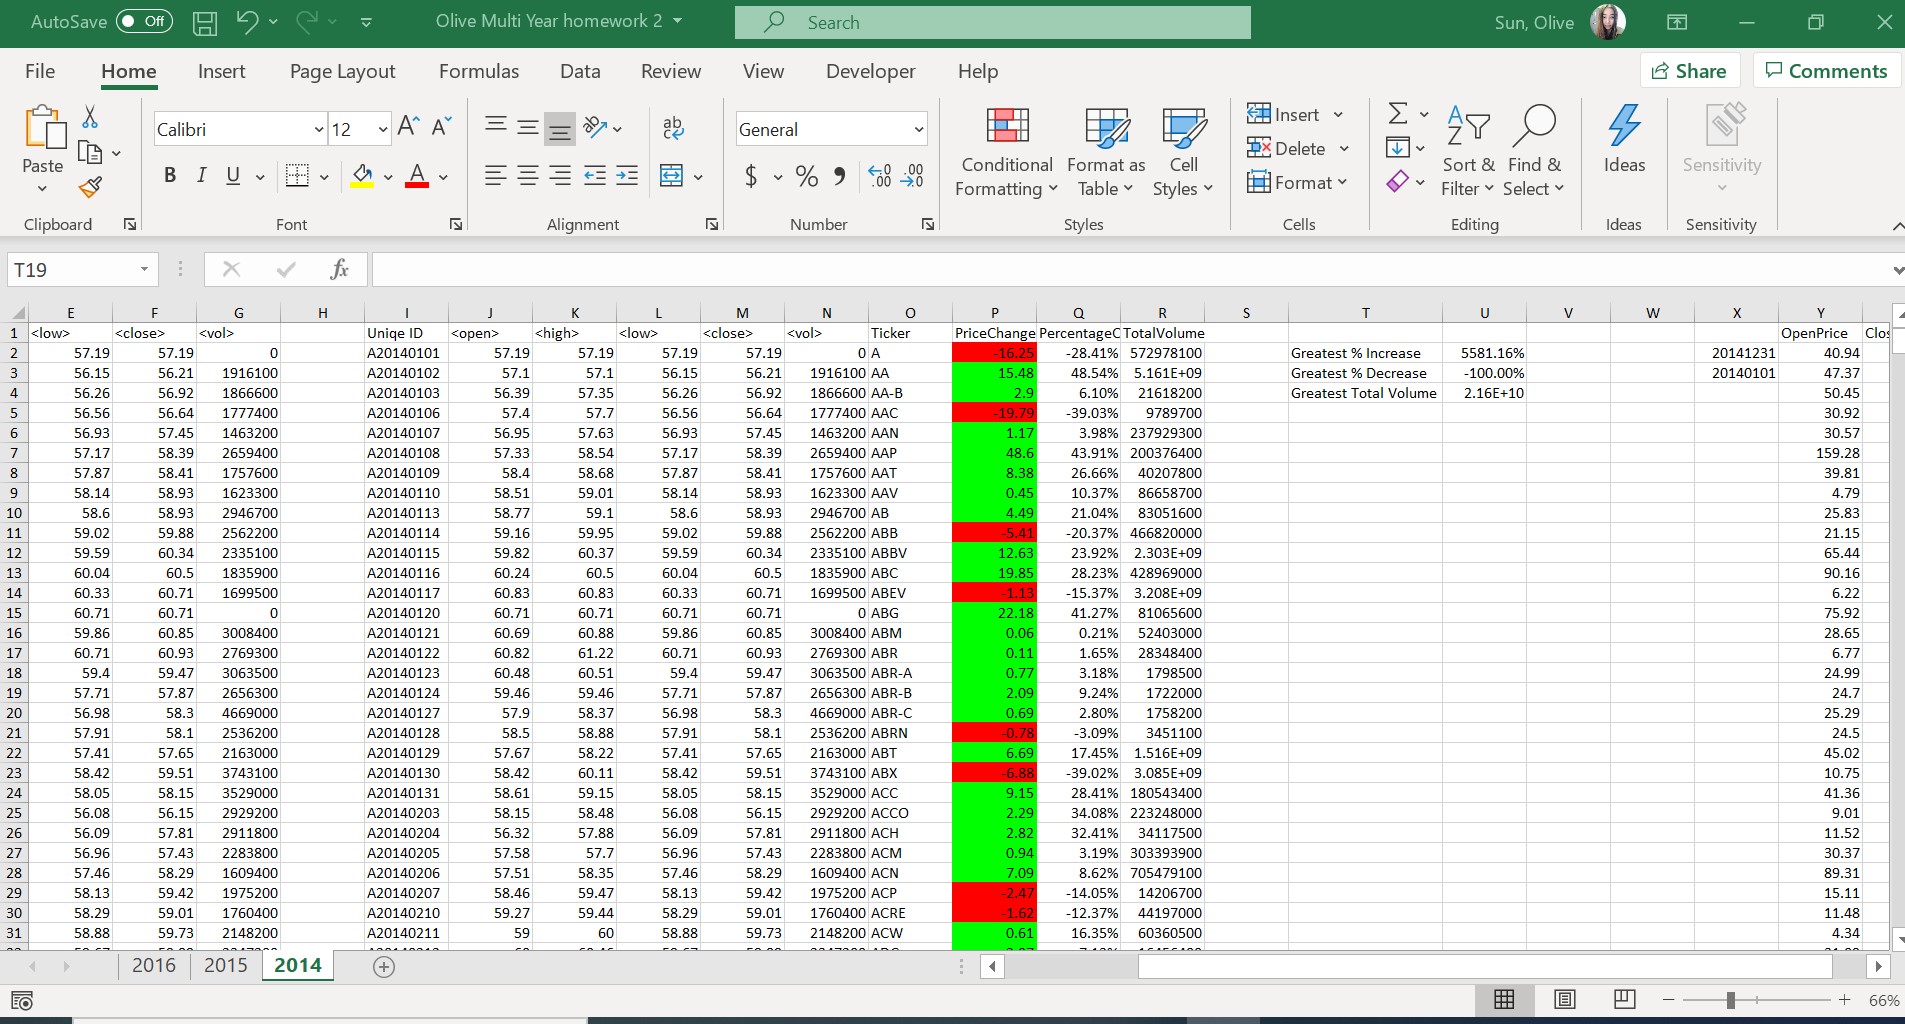 AutoSave Off Olive Multi Year homework 2 Search Sun, Olive
File Home Insert Page Layout Formulas Data Review View Developer Help Share Comments
Calibri 12 General Insert
Paste Conditional Formatting Format as Table Cell Styles Delete Sort & Filter Find & Select Ideas Sensitivity
Format
Clipboard Font Alignment Number Styles Cells Editing Ideas Sensitivity
T19 fx
E F G H I J K L M N O P Q R S T U V W X Y
1 <low> <close> <vol> Uniqe ID <open> <high> <low> <close> <vol> Ticker PriceChange PercentageC TotalVolume OpenPrice Clos
2 57.19 57.19 0 A20140101 57.19 57.19 57.19 57.19 0 A -16.25 -28.41% 572978100 Greatest % Increase 5581.16% 20141231 40.94
3 56.15 56.21 1916100 A20140102 57.1 57.1 56.15 56.21 1916100 AA 15.48 48.54% 5.161E+09 Greatest % Decrease -100.00% 20140101 47.37
4 56.26 56.92 1866600 A20140103 56.39 57.35 56.26 56.92 1866600 AA-B 2.9 6.10% 21618200 Greatest Total Volume 2.16E+10 50.45
5 56.56 56.64 1777400 A20140106 57.4 57.7 56.56 56.64 1777400 AAC -19.79 -39.03% 9789700 30.92
6 56.93 57.45 1463200 A20140107 56.95 57.63 56.93 57.45 1463200 AAN 1.17 3.98% 237929300 30.57
7 57.17 58.39 2659400 A20140108 57.33 58.54 57.17 58.39 2659400 AAP 48.6 43.91% 200376400 159.28
8 57.87 58.41 1757600 A20140109 58.4 58.68 57.87 58.41 1757600 AAT 8.38 26.66% 40207800 39.81
9 58.14 58.93 1623300 A20140110 58.51 59.01 58.14 58.93 1623300 AAV 0.45 10.37% 86658700 4.79
10 58.6 58.93 2946700 A20140113 58.77 59.1 58.6 58.93 2946700 AB 4.49 21.04% 83051600 25.83
11 59.02 59.88 2562200 A20140114 59.16 59.95 59.02 59.88 2562200 ABB -5.41 -20.37% 466820000 21.15
12 59.59 60.34 2335100 A20140115 59.82 60.37 59.59 60.34 2335100 ABBV 12.63 23.92% 2.303E+09 65.44
13 60.04 60.5 1835900 A20140116 60.24 60.5 60.04 60.5 1835900 ABC 19.85 28.23% 428969000 90.16
14 60.33 60.71 1699500 A20140117 60.83 60.83 60.33 60.71 1699500 ABEV -1.13 -15.37% 3.208E+09 6.22
15 60.71 60.71 0 A20140120 60.71 60.71 60.71 60.71 0 ABG 22.18 41.27% 81065600 75.92
16 59.86 60.85 3008400 A20140121 60.69 60.88 59.86 60.85 3008400 ABM 0.06 0.21% 52403000 28.65
17 60.71 60.93 2769300 A20140122 60.82 61.22 60.71 60.93 2769300 ABR 0.11 1.65% 28348400 6.77
18 59.4 59.47 3063500 A20140123 60.48 60.51 59.4 59.47 3063500 ABR-A 0.77 3.18% 1798500 24.99
19 57.71 57.87 2656300 A20140124 59.46 59.46 57.71 57.87 2656300 ABR-B 2.09 9.24% 1722000 24.7
20 56.98 58.3 4669000 A20140127 57.9 58.37 56.98 58.3 4669000 ABR-C 0.69 2.80% 1758200 25.29
21 57.91 58.1 2536200 A20140128 58.5 58.88 57.91 58.1 2536200 ABRN -0.78 -3.09% 3451100 24.5
22 57.41 57.65 2163000 A20140129 57.67 58.22 57.41 57.65 2163000 ABT 6.69 17.45% 1.516E+09 45.02
23 58.42 59.51 3743100 A20140130 58.42 60.11 58.42 59.51 3743100 ABX -6.88 -39.02% 3.085E+09 10.75
24 58.05 58.15 3529000 A20140131 58.61 59.15 58.05 58.15 3529000 ACC 9.15 28.41% 180543400 41.36
25 56.08 56.15 2929200 A20140203 58.15 58.48 56.08 56.15 2929200 ACCO 2.29 34.08% 223248000 9.01
26 56.09 57.81 2911800 A20140204 56.32 57.88 56.09 57.81 2911800 ACH 2.82 32.41% 34117500 11.52
27 56.96 57.43 2283800 A20140205 57.58 57.7 56.96 57.43 2283800 ACM 0.94 3.19% 303393900 30.37
28 57.46 58.29 1609400 A20140206 57.51 58.35 57.46 58.29 1609400 ACN 7.09 8.62% 705479100 89.31
29 58.13 59.42 1975200 A20140207 58.46 59.47 58.13 59.42 1975200 ACP -2.47 -14.05% 14206700 15.11
30 58.29 59.01 1760400 A20140210 59.27 59.44 58.29 59.01 1760400 ACRE -1.62 -12.37% 44197000 11.48
31 58.88 59.73 2148200 A20140211 59 60 58.88 59.73 2148200 ACW 0.61 16.35% 60360500 4.34
2016 2015 2014
66%